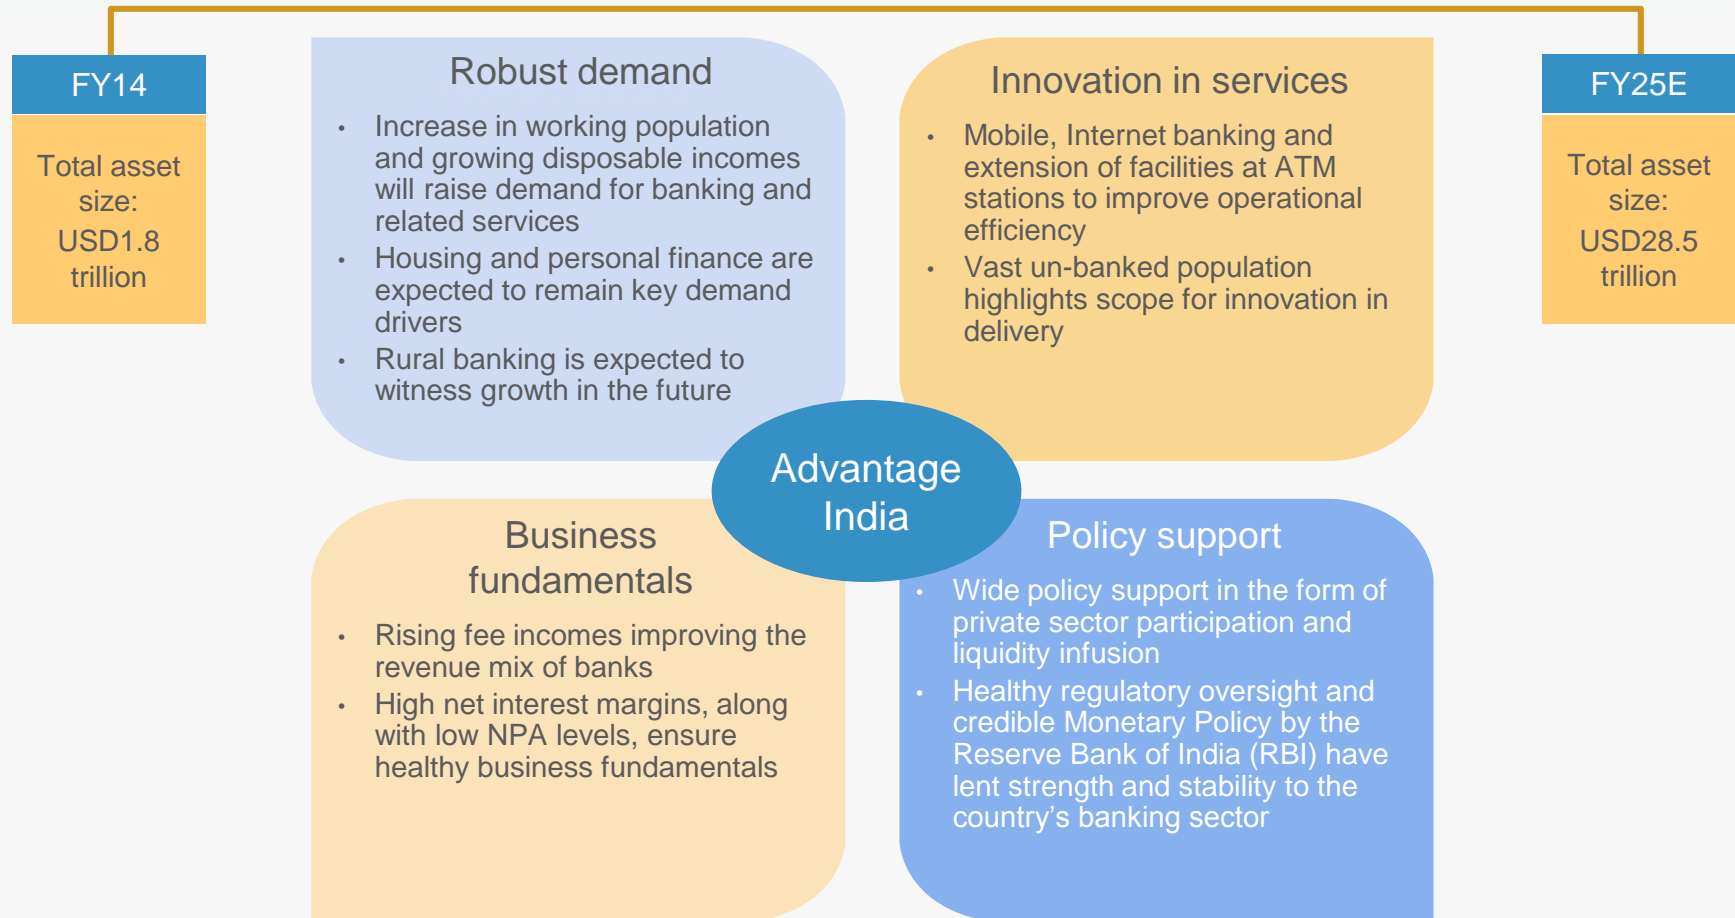 FY14
Total asset
size:
USD1.8
trillion
Robust demand
• Increase in working population
and growing disposable incomes
will raise demand for banking and
related services
• Housing and personal finance are
expected to remain key demand
drivers
• Rural banking is expected to
witness growth in the future
Innovation in services
• Mobile, Internet banking and
extension of facilities at ATM
stations to improve operational
efficiency
• Vast un-banked population
highlights scope for innovation in
delivery
FY25E
Total asset
size:
USD28.5
trillion
Advantage
India
Business
fundamentals
• Rising fee incomes improving the
revenue mix of banks
• High net interest margins, along
with low NPA levels, ensure
healthy business fundamentals
Policy support
• Wide policy support in the form of
private sector participation and
liquidity infusion
• Healthy regulatory oversight and
credible Monetary Policy by the
Reserve Bank of India (RBI) have
lent strength and stability to the
country’s banking sector